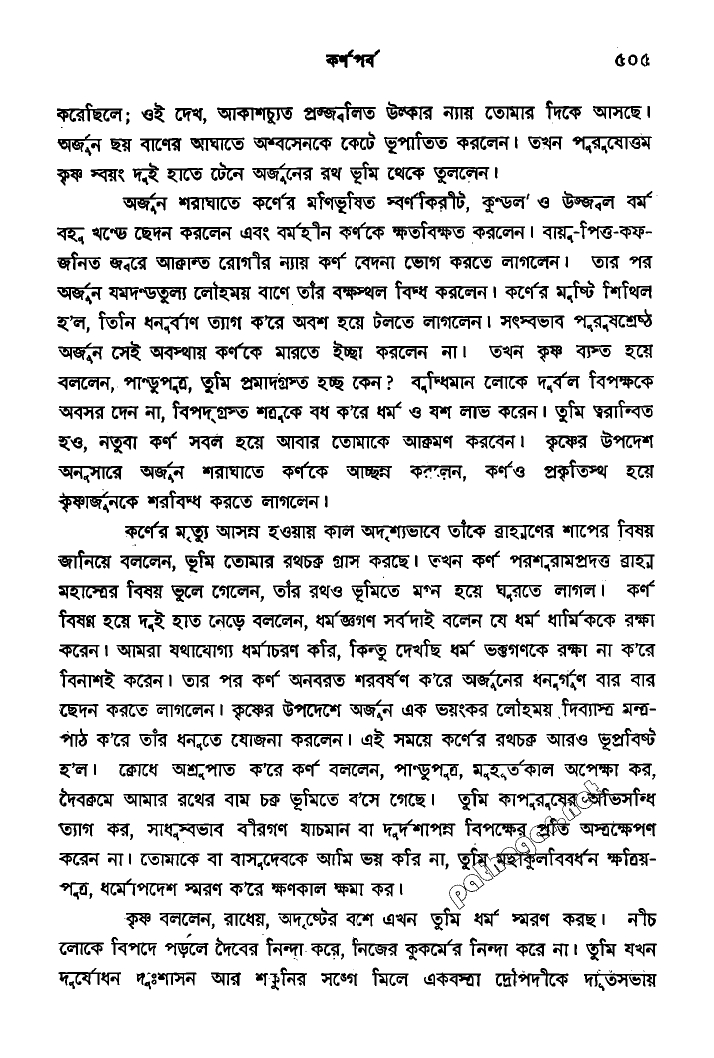 কর্ণপর্ব ৫০৫
করেছিলে; ওই দেখ, আকাশচ্যুত প্রজ্জ্বলিত উল্কার ন্যায় তোমার দিকে আসছে।
অর্জুন ছয় বাণের আঘাতে অশ্বসেনকে কেটে ভূপাতিত করলেন। তখন পুরুষোত্তম
কৃষ্ণ স্বয়ং দুই হাতে টেনে অর্জুনের রথ ভূমি থেকে তুললেন।
অর্জুন শরাঘাতে কর্ণের মণিভূষিত স্বর্ণকিরীট, কুণ্ডল ও উজ্জ্বল বর্ম
বহু খণ্ডে ছেদন করলেন এবং বর্মহীন কর্ণকে ক্ষতবিক্ষত করলেন। বায়ু-পিত্ত-কফ-
জনিত জ্বরে আক্রান্ত রোগীর ন্যায় কর্ণ বেদনা ভোগ করতে লাগলেন। তার পর
অর্জুন যমদণ্ডতুল্য লৌহময় বাণে তাঁর বক্ষস্থল বিদ্ধ করলেন। কর্ণের মুষ্টি শিথিল
হ'ল, তিনি ধনুর্বাণ ত্যাগ ক'রে অবশ হয়ে টলতে লাগলেন। সৎস্বভাব পুরুষশ্রেষ্ঠ
অর্জুন সেই অবস্থায় কর্ণকে মারতে ইচ্ছা করলেন না। তখন কৃষ্ণ ব্যস্ত হয়ে
বললেন, পাণ্ডুপুত্র, তুমি প্রমাদগ্রস্ত হচ্ছ কেন? বুদ্ধিমান লোকে দুর্বল বিপক্ষকে
অবসর দেন না, বিপদ্‌গ্রস্ত শত্রুকে বধ ক'রে ধর্ম ও যশ লাভ করেন। তুমি ত্বরান্বিত
হও, নতুবা কর্ণ সবল হয়ে আবার তোমাকে আক্রমণ করবেন। কৃষ্ণের উপদেশ
অনুসারে অর্জুন শরাঘাতে কর্ণকে আচ্ছন্ন করলেন, কর্ণও প্রকৃতিস্থ হয়ে
কৃষ্ণার্জুনকে শরবিদ্ধ করতে লাগলেন।
কর্ণের মৃত্যু আসন্ন হওয়ায় কাল অদৃশ্যভাবে তাঁকে ব্রাহ্মণের শাপের বিষয়
জানিয়ে বললেন, ভূমি তোমার রথচক্র গ্রাস করছে। তখন কর্ণ পরশুরামপ্রদত্ত ব্রাহ্ম
মহাস্ত্রের বিষয় ভুলে গেলেন, তাঁর রথও ভূমিতে মগ্ন হয়ে ঘুরতে লাগল। কর্ণ
বিষণ্ণ হয়ে দুই হাত নেড়ে বললেন, ধর্মজ্ঞগণ সর্বদাই বলেন যে ধর্ম ধার্মিককে রক্ষা
করেন। আমরা যথাযোগ্য ধর্মাচরণ করি, কিন্তু দেখছি ধর্ম ভক্তগণকে রক্ষা না ক'রে
বিনাশই করেন। তার পর কর্ণ অনবরত শরবর্ষণ ক'রে অর্জুনের ধনুর্গুণ বার বার
ছেদন করতে লাগলেন। কৃষ্ণের উপদেশে অর্জুন এক ভয়ংকর লৌহময় দিব্যাস্ত্র মন্ত্র-
পাঠ ক'রে তাঁর ধনুতে যোজনা করলেন। এই সময়ে কর্ণের রথচক্র আরও ভূপ্রবিষ্ট
হ'ল। ক্রোধে অশ্রুপাত ক'রে কর্ণ বললেন, পাণ্ডুপুত্র, মুহূর্তকাল অপেক্ষা কর,
দৈবক্রমে আমার রথের বাম চক্র ভূমিতে ব'সে গেছে। তুমি কাপুরুষের অভিসন্ধি
ত্যাগ কর, সাধুস্বভাব বীরগণ যাচমান বা দুর্দশাপন্ন বিপক্ষের প্রতি অস্ত্রক্ষেপণ
করেন না। তোমাকে বা বাসুদেবকে আমি ভয় করি না, তুমি মহাকুলবিবর্ধন ক্ষত্রিয়-
পুত্র, ধর্মোপদেশ স্মরণ ক'রে ক্ষণকাল ক্ষমা কর।
কৃষ্ণ বললেন, রাধেয়, অদৃষ্টের বশে এখন তুমি ধর্ম স্মরণ করছ। নীচ
লোকে বিপদে পড়লে দৈবের নিন্দা করে, নিজের কুকর্মের নিন্দা করে না। তুমি যখন
দুর্যোধন দুঃশাসন আর শকুনির সঙ্গে মিলে একবস্ত্রা দ্রৌপদীকে দ্যূতসভায়
pathagar.net